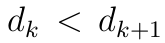 d_k < d_{k+1}